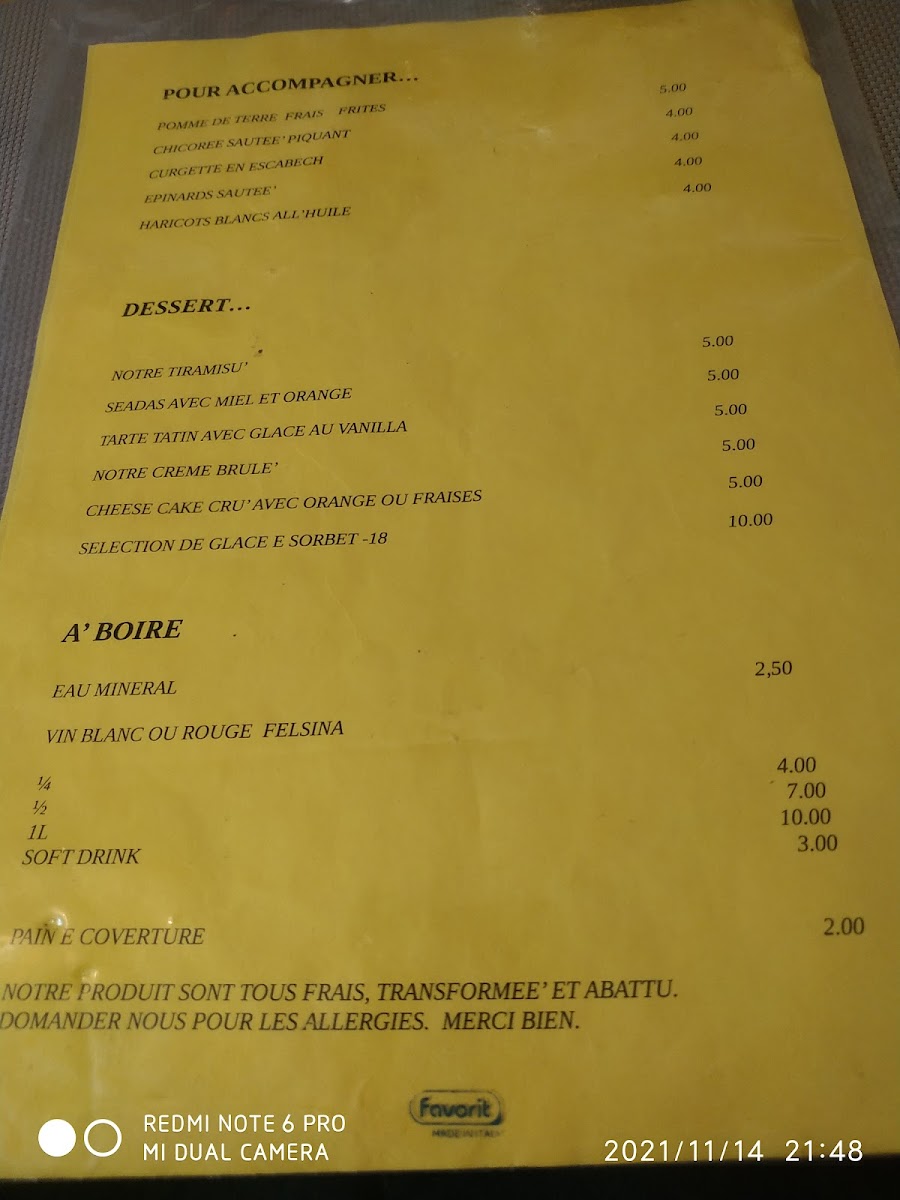 POUR ACCOMPAGNER...
POMME DE TERRE FRAIS FRITES 5.00
CHICOREE SAUTEE' PIQUANT 4.00
CURGETTE EN ESCABECH 4.00
EPINARDS SAUTEE' 4.00
HARICOTS BLANCS ALL'HUILE 4.00
DESSERT...
NOTRE TIRAMISU' 5.00
SEADAS AVEC MIEL ET ORANGE 5.00
TARTE TATIN AVEC GLACE AU VANILLA 5.00
NOTRE CREME BRULE' 5.00
CHEESE CAKE CRU' AVEC ORANGE OU FRAISES 5.00
SELECTION DE GLACE E SORBET -18 10.00
A' BOIRE
EAU MINERAL 2,50
VIN BLANC OU ROUGE FELSINA
¼ 4.00
½ 7.00
1L 10.00
SOFT DRINK 3.00
PAIN E COVERTURE 2.00
NOTRE PRODUIT SONT TOUS FRAIS, TRANSFORMEE' ET ABATTU.
DOMANDER NOUS POUR LES ALLERGIES. MERCI BIEN.
Favorit
MADE IN ITALY
REDMI NOTE 6 PRO
MI DUAL CAMERA
2021/11/14 21:48